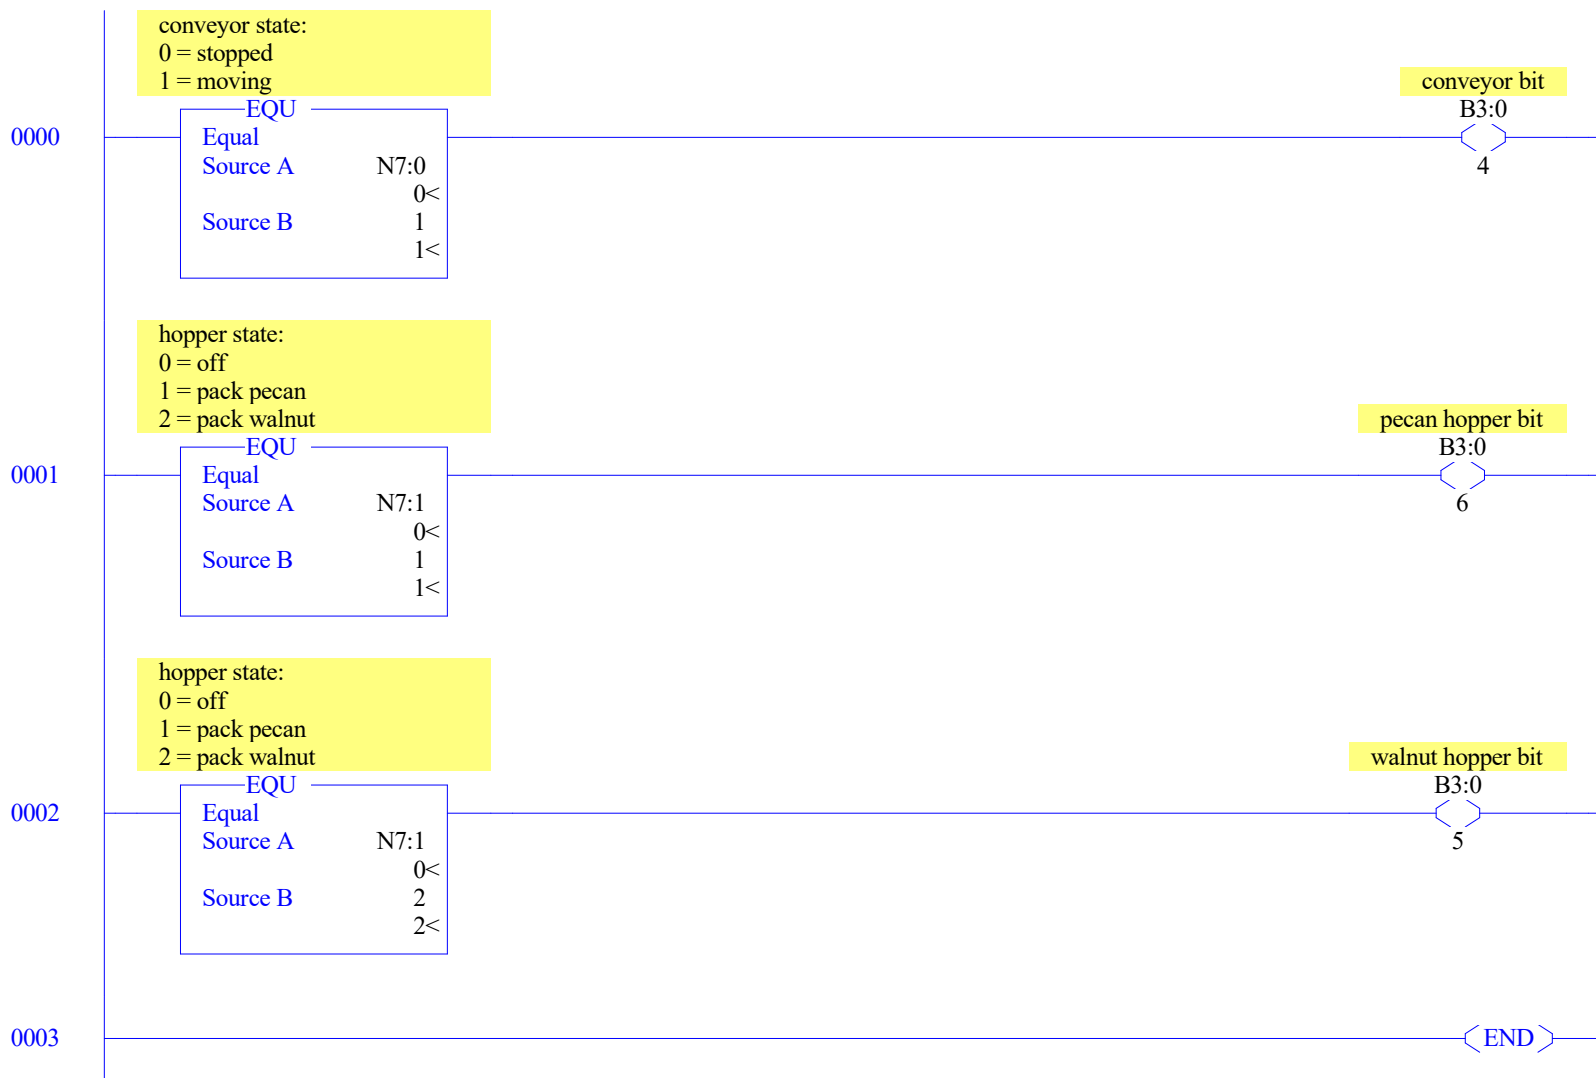 conveyor state:
0 = stopped
1 = moving
conveyor bit
EQU
B3:0
0000
Equal
Source A N7:0
4
0<
Source B 1
1<
hopper state:
0 = off
1 = pack pecan
2 = pack walnut
pecan hopper bit
EQU
B3:0
0001
Equal
Source A N7:1
6
0<
Source B 1
1<
hopper state:
0 = off
1 = pack pecan
2 = pack walnut
walnut hopper bit
EQU
B3:0
0002
Equal
Source A N7:1
5
0<
Source B 2
2<
0003
END